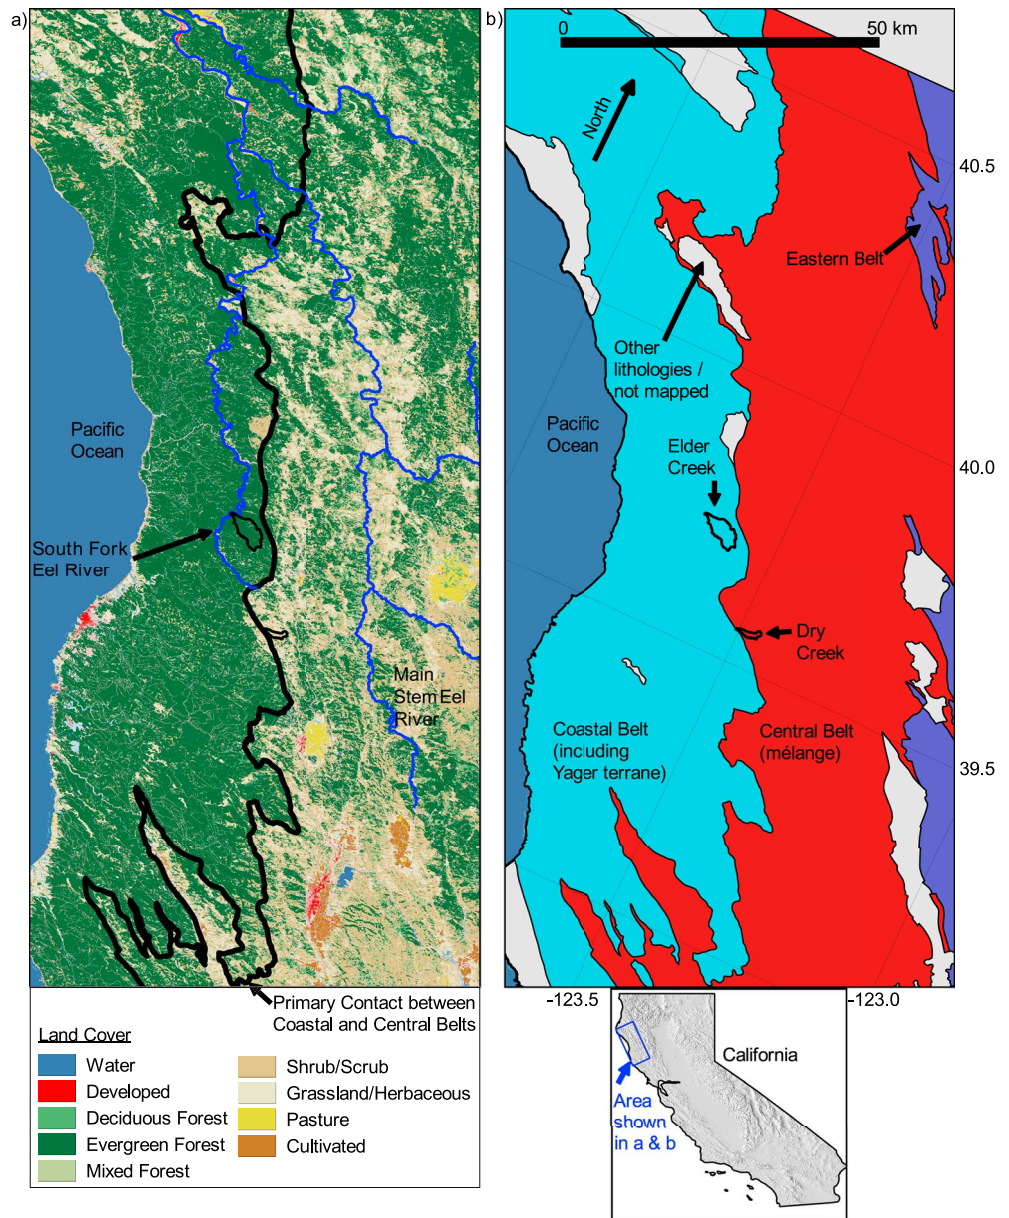 a)
Pacific
Ocean
South Fork
Eel River
Main
Stem Eel
River
Primary Contact between
Coastal and Central Belts
Land Cover
Water
Developed
Deciduous Forest
Evergreen Forest
Mixed Forest
Shrub/Scrub
Grassland/Herbaceous
Pasture
Cultivated
b)
0
50 km
North
40.5
Eastern Belt
Other
lithologies /
not mapped
Pacific
Ocean
Elder
Creek
40.0
Dry
Creek
Coastal Belt
(including
Yager terrane)
Central Belt
(mélange)
39.5
-123.5
-123.0
California
Area
shown
in a & b